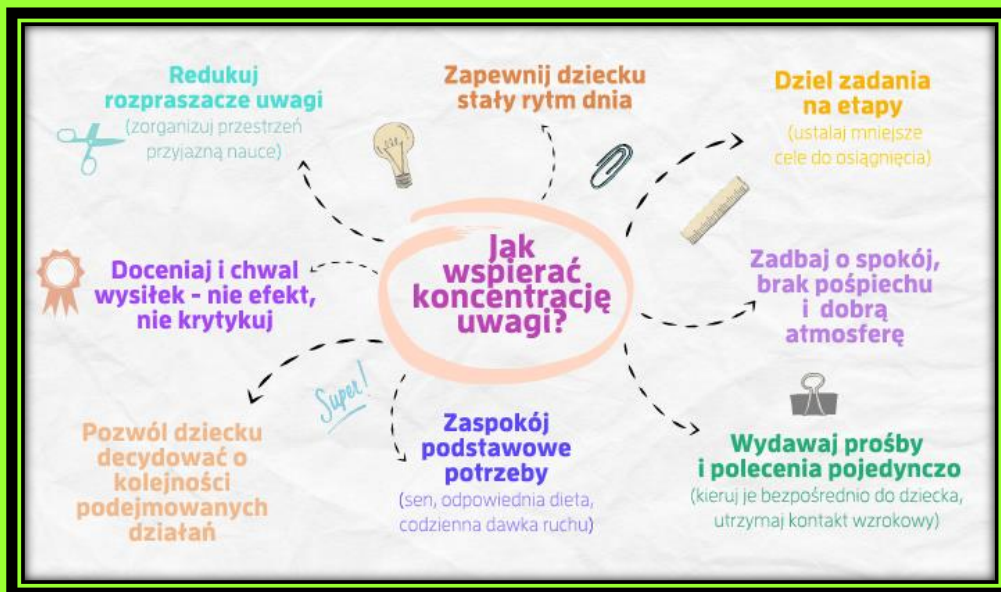 Redukuj
rozpraszacze uwagi
(zorganizuj przestrzeń
przyjazną nauce)
Zapewnij dziecku
stały rytm dnia
Dziel zadania
na etapy
(ustalaj mniejsze
cele do osiągnięcia)
Jak
wspierać
koncentrację
uwagi?
Doceniaj i chwal
wysiłek - nie efekt,
nie krytykuj
Zadbaj o spokój,
brak pośpiechu
i dobrą
atmosferę
Super!
Pozwól dziecku
decydować o
kolejności
podejmowanych
działań
Zaspokój
podstawowe
potrzeby
(sen, odpowiednia dieta,
codzienna dawka ruchu)
Wydawaj prośby
i polecenia pojedynczo
(kieruj je bezpośrednio do dziecka,
utrzymaj kontakt wzrokowy)